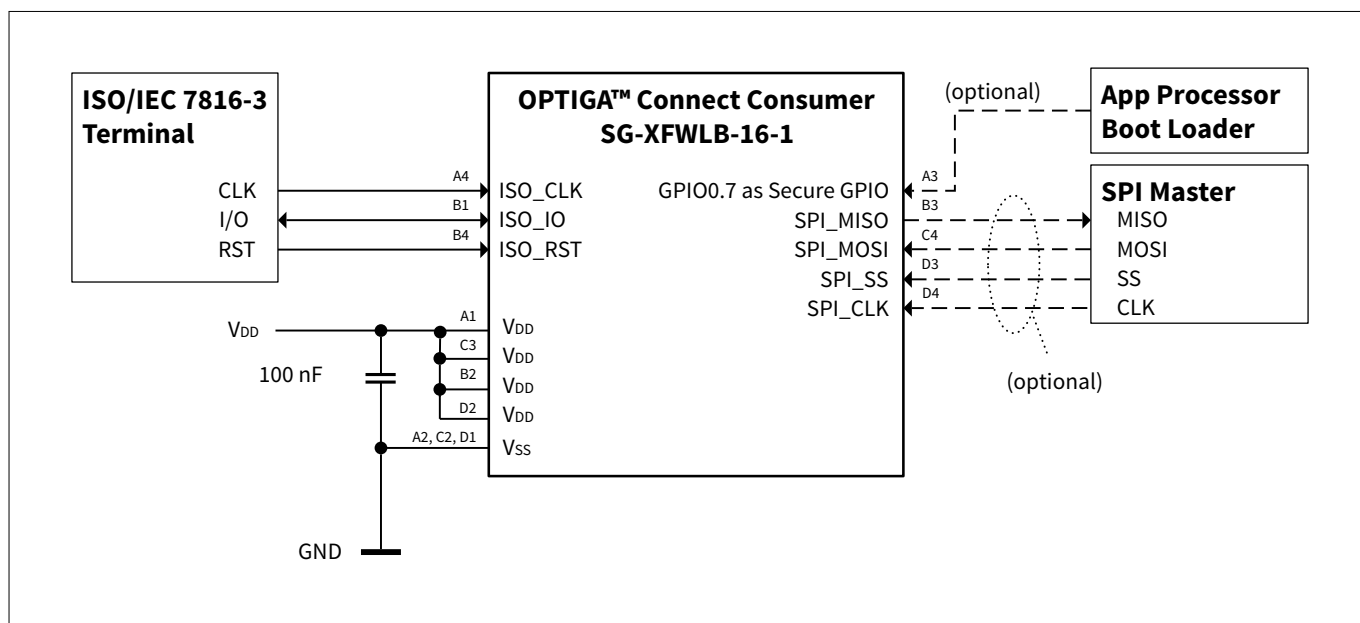 ISO/IEC 7816-3
Terminal
CLK
I/O
RST
A4
B1
B4
OPTIGA™ Connect Consumer
SG-XFWLB-16-1
ISO_CLK
ISO_IO
ISO_RST
GPIO0.7 as Secure GPIO
SPI_MISO
SPI_MOSI
SPI_SS
SPI_CLK
A3
B3
C4
D3
D4
(optional)
App Processor
Boot Loader
SPI Master
MISO
MOSI
SS
CLK
(optional)
VDD
100 nF
A1
C3
B2
D2
A2, C2, D1
VDD
VDD
VDD
VDD
VSS
GND